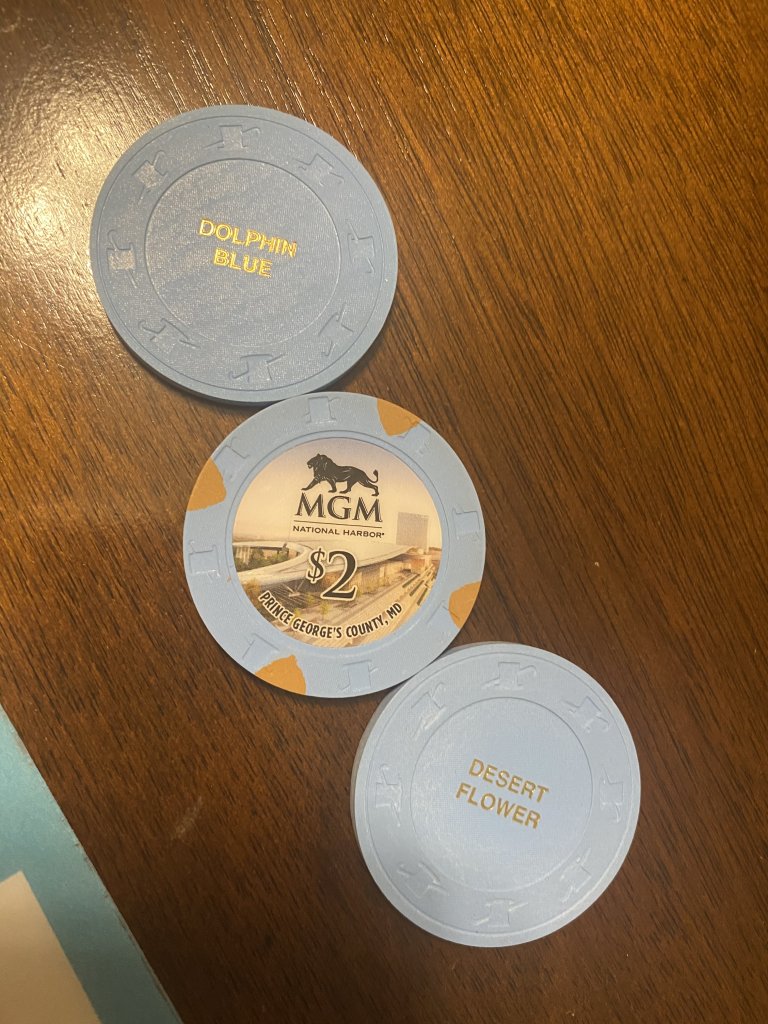 DOLPHIN
BLUE
MGM
NATIONAL HARBOR
$2
PRINCE GEORGE'S COUNTY, MD
DESERT
FLOWER